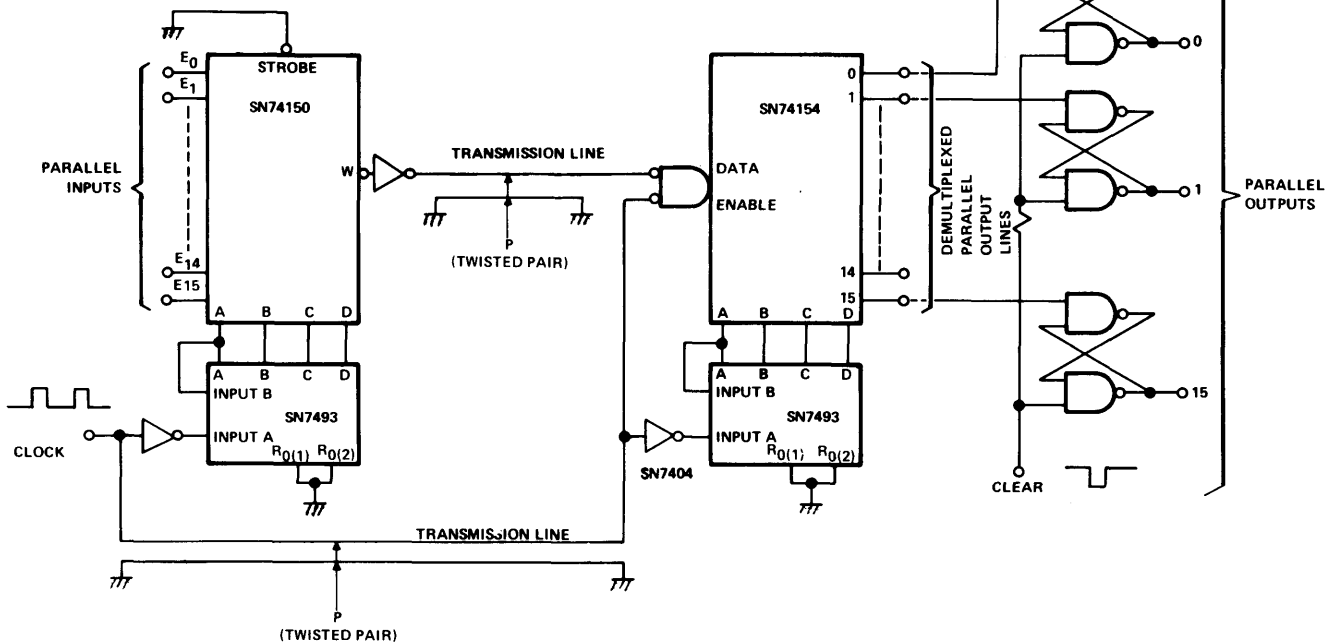 STROBE
SN74150
E0
E1
E14
E15
W
A B C D
PARALLEL
INPUTS
A B C D
INPUT B
SN7493
INPUT A
R0(1) R0(2)
CLOCK
TRANSMISSION LINE
P
(TWISTED PAIR)
TRANSMISSION LINE
P
(TWISTED PAIR)
SN74154
DATA
ENABLE
0
1
14
15
A B C D
A B C D
INPUT B
SN7493
INPUT A
R0(1) R0(2)
SN7404
DEMULTIPLEXED
PARALLEL
OUTPUT
LINES
0
1
15
CLEAR
PARALLEL
OUTPUTS